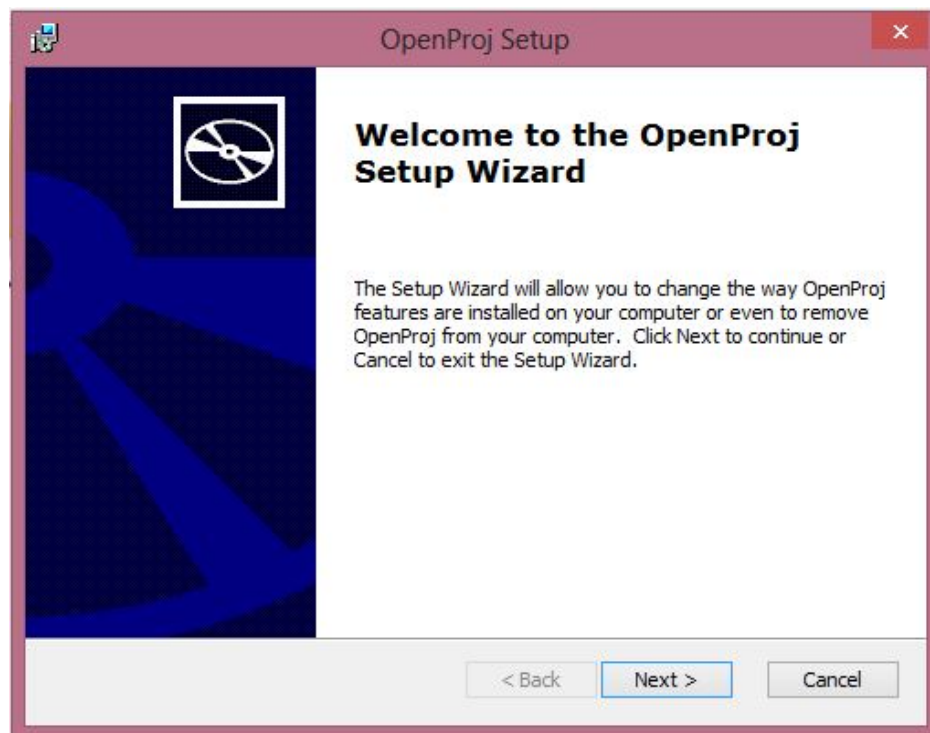 OpenProj Setup
Welcome to the OpenProj
Setup Wizard
The Setup Wizard will allow you to change the way OpenProj
features are installed on your computer or even to remove
OpenProj from your computer.  Click Next to continue or
Cancel to exit the Setup Wizard.
< Back Next > Cancel